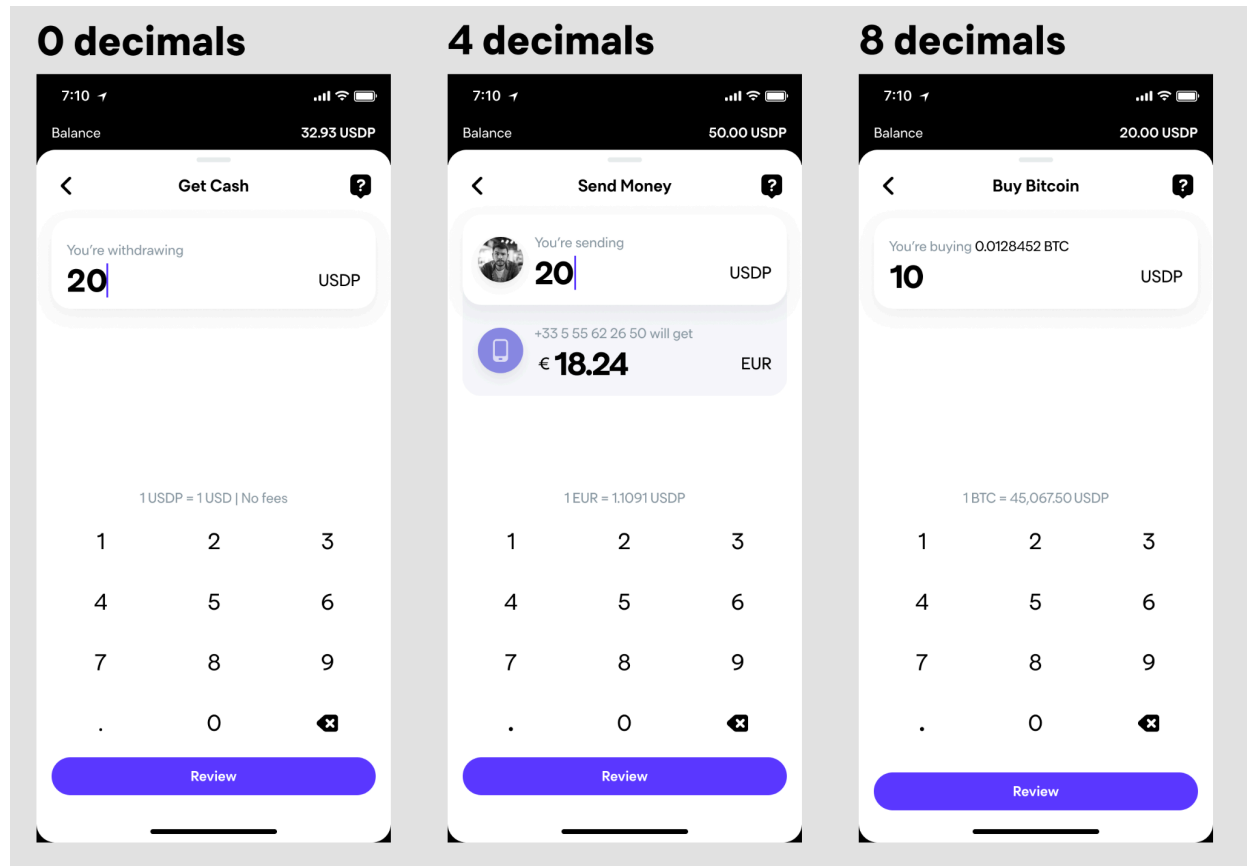 0 decimals
7:10
Balance 32.93 USDP
Get Cash ?
You're withdrawing
20 USDP
1 USDP = 1 USD | No fees
1 2 3
4 5 6
7 8 9
. 0
Review
4 decimals
7:10
Balance 50.00 USDP
Send Money ?
You're sending
20 USDP
+33 5 55 62 26 50 will get
€ 18.24 EUR
1 EUR = 1.1091 USDP
1 2 3
4 5 6
7 8 9
. 0
Review
8 decimals
7:10
Balance 20.00 USDP
Buy Bitcoin ?
You're buying 0.0128452 BTC
10 USDP
1 BTC = 45,067.50 USDP
1 2 3
4 5 6
7 8 9
. 0
Review